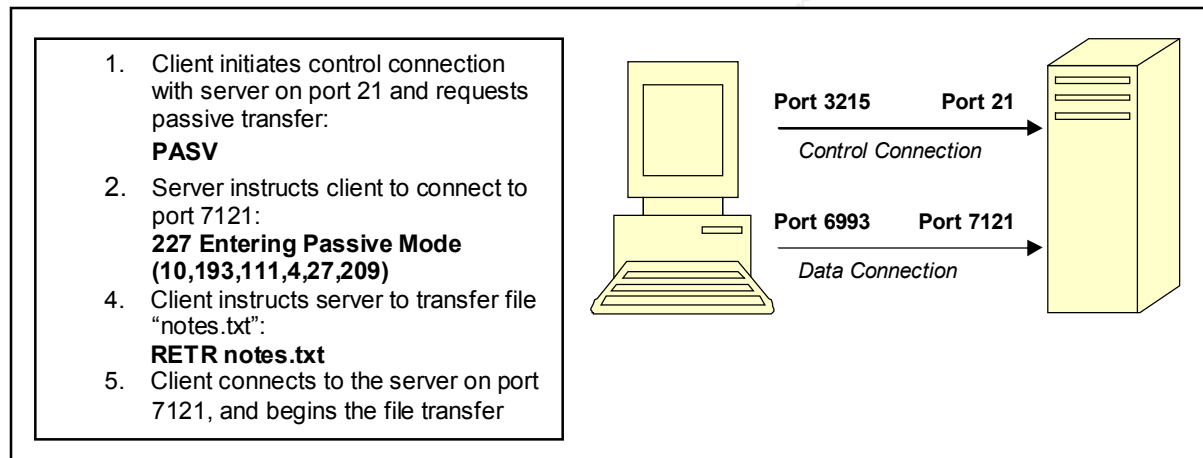 1. Client initiates control connection
with server on port 21 and requests
passive transfer:
PASV
2. Server instructs client to connect to
port 7121:
227 Entering Passive Mode
(10,193,111,4,27,209)
4. Client instructs server to transfer file
“notes.txt”:
RETR notes.txt
5. Client connects to the server on port
7121, and begins the file transfer
Port 3215 Port 21
Control Connection
Port 6993 Port 7121
Data Connection